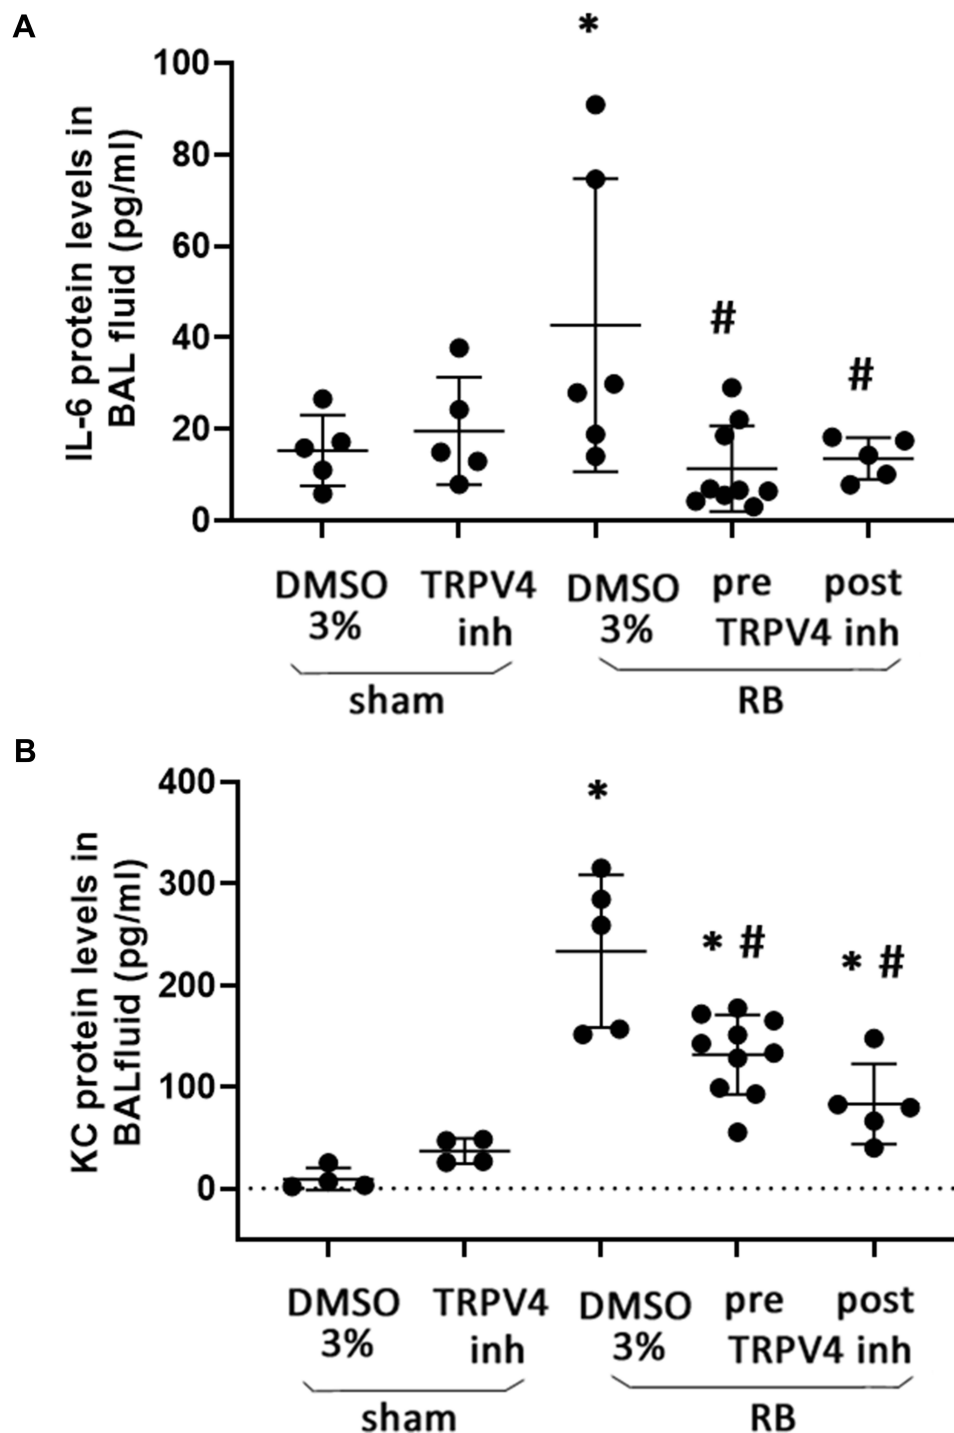 A
*
100
80
60
40
20
0
IL-6 protein levels in
BAL fluid (pg/ml)
#
#
DMSO TRPV4 DMSO pre post
3% inh 3% TRPV4 inh
sham RB
B
400
300
200
100
0
KC protein levels in
BALfluid (pg/ml)
*
* #
* #
DMSO TRPV4 DMSO pre post
3% inh 3% TRPV4 inh
sham RB